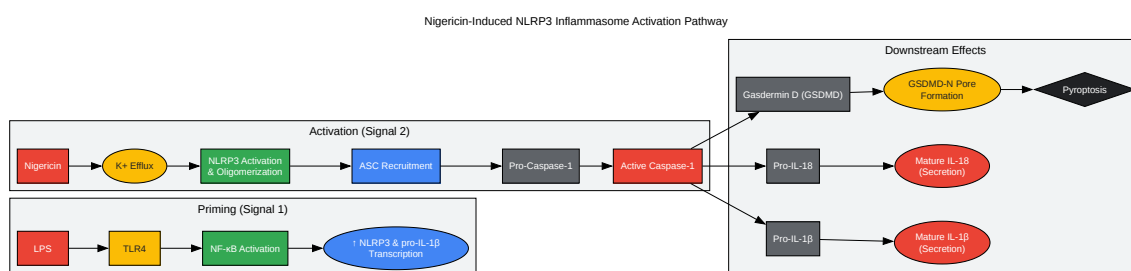 Nigericin-Induced NLRP3 Inflammasome Activation Pathway
Downstream Effects
Gasdermin D (GSDMD)
GSDMD-N Pore
Formation
Pyroptosis
Activation (Signal 2)
Nigericin
K+ Efflux
NLRP3 Activation
& Oligomerization
ASC Recruitment
Pro-Caspase-1
Active Caspase-1
Pro-IL-18
Mature IL-18
(Secretion)
Priming (Signal 1)
LPS
TLR4
NF-κB Activation
↑ NLRP3 & pro-IL-1β
Transcription
Pro-IL-1β
Mature IL-1β
(Secretion)